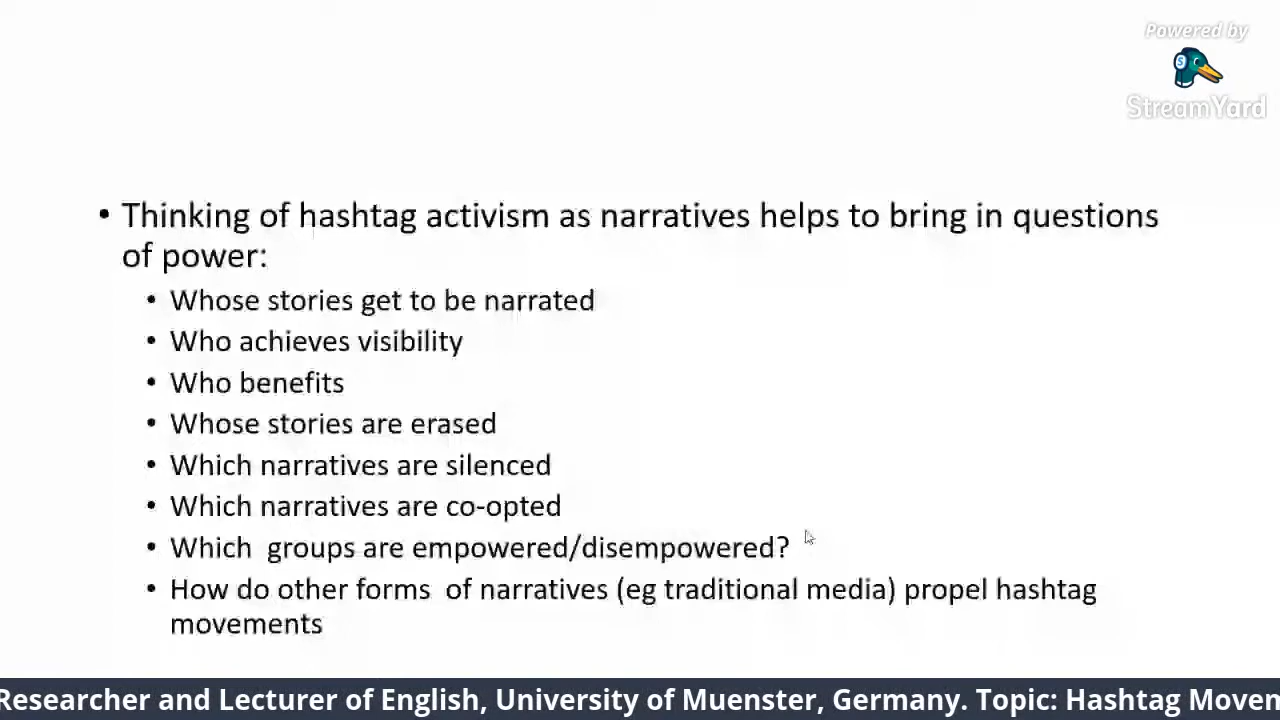 Powered by
StreamYard
• Thinking of hashtag activism as narratives helps to bring in questions
of power:
• Whose stories get to be narrated
• Who achieves visibility
• Who benefits
• Whose stories are erased
• Which narratives are silenced
• Which narratives are co-opted
• Which  groups are empowered/disempowered?
• How do other forms  of narratives (eg traditional media) propel hashtag
movements
Researcher and Lecturer of English, University of Muenster, Germany. Topic: Hashtag Movem